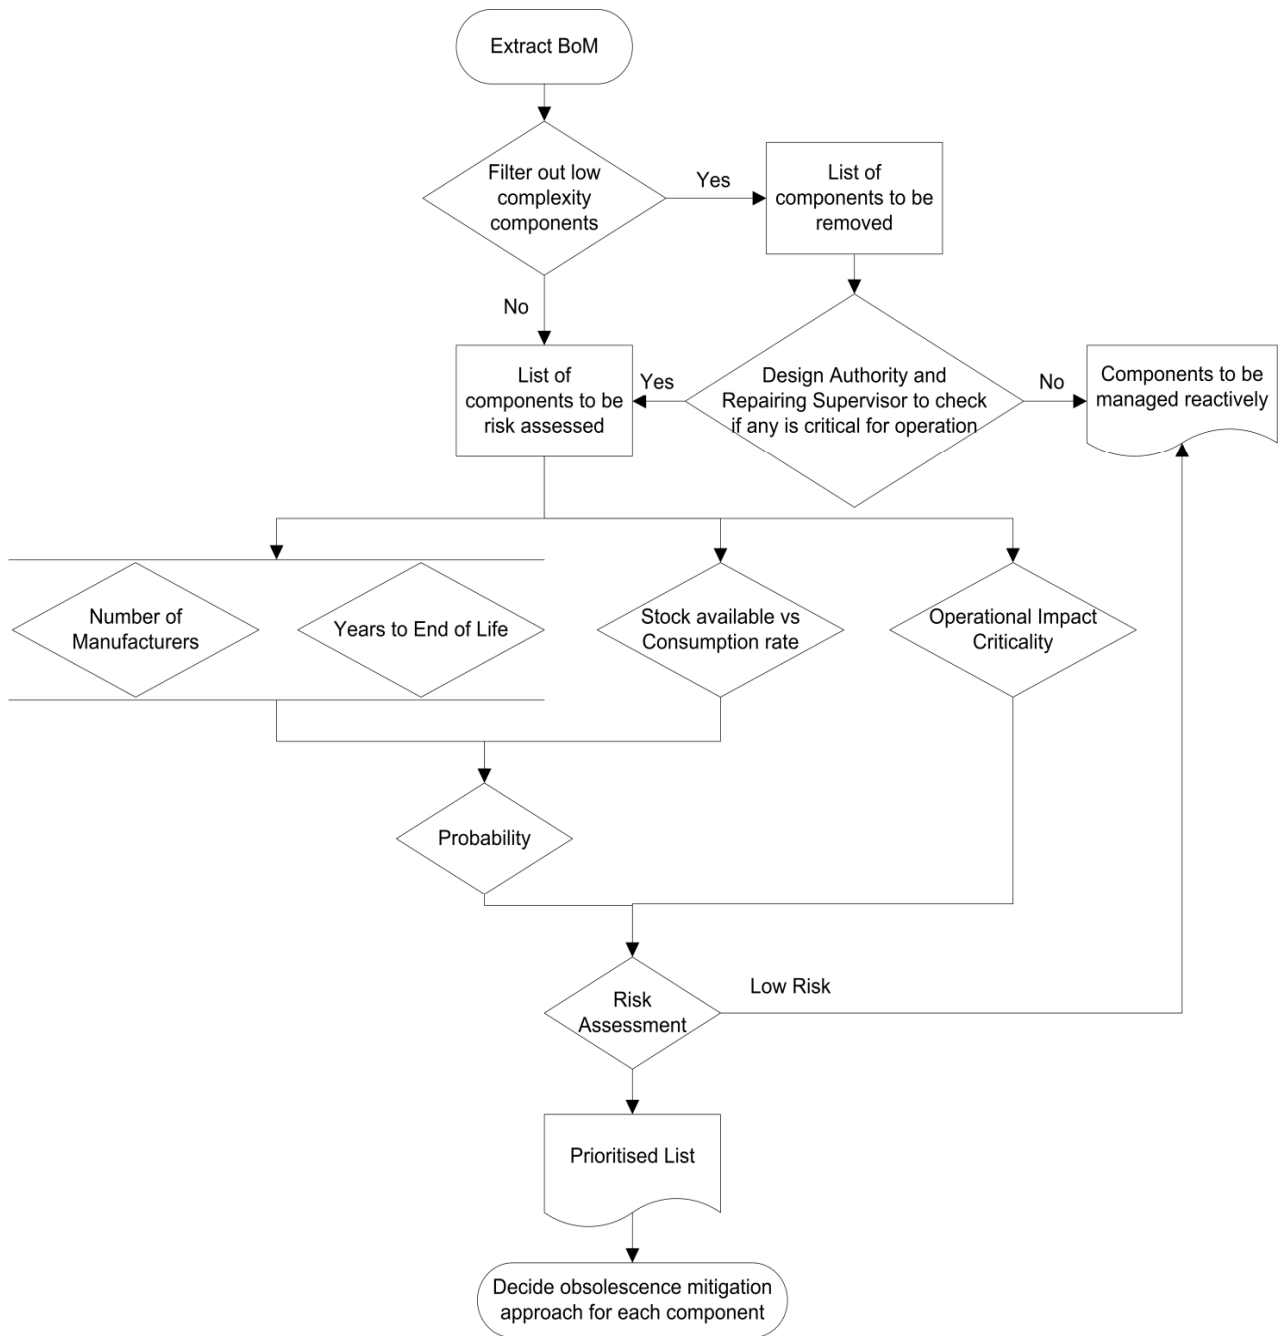 Extract BoM
Filter out low
complexity
components
Yes
List of
components to be
removed
No
List of
components to be
risk assessed
Yes
Design Authority and
Repairing Supervisor to check
if any is critical for operation
No
Components to be
managed reactively
Number of
Manufacturers
Years to End of Life
Stock available vs
Consumption rate
Operational Impact
Criticality
Probability
Risk
Assessment
Low Risk
Prioritised List
Decide obsolescence mitigation
approach for each component